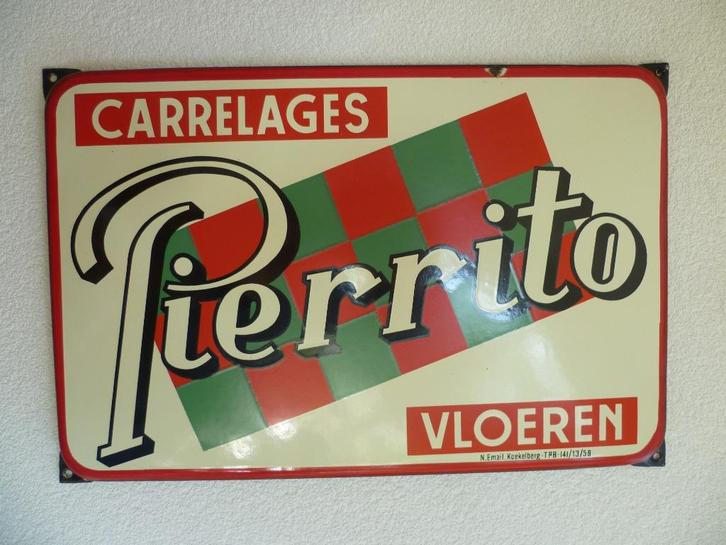 CARRELAGES
Pierrito
VLOEREN
N.Email. Koekelberg-TPB-141/13/58